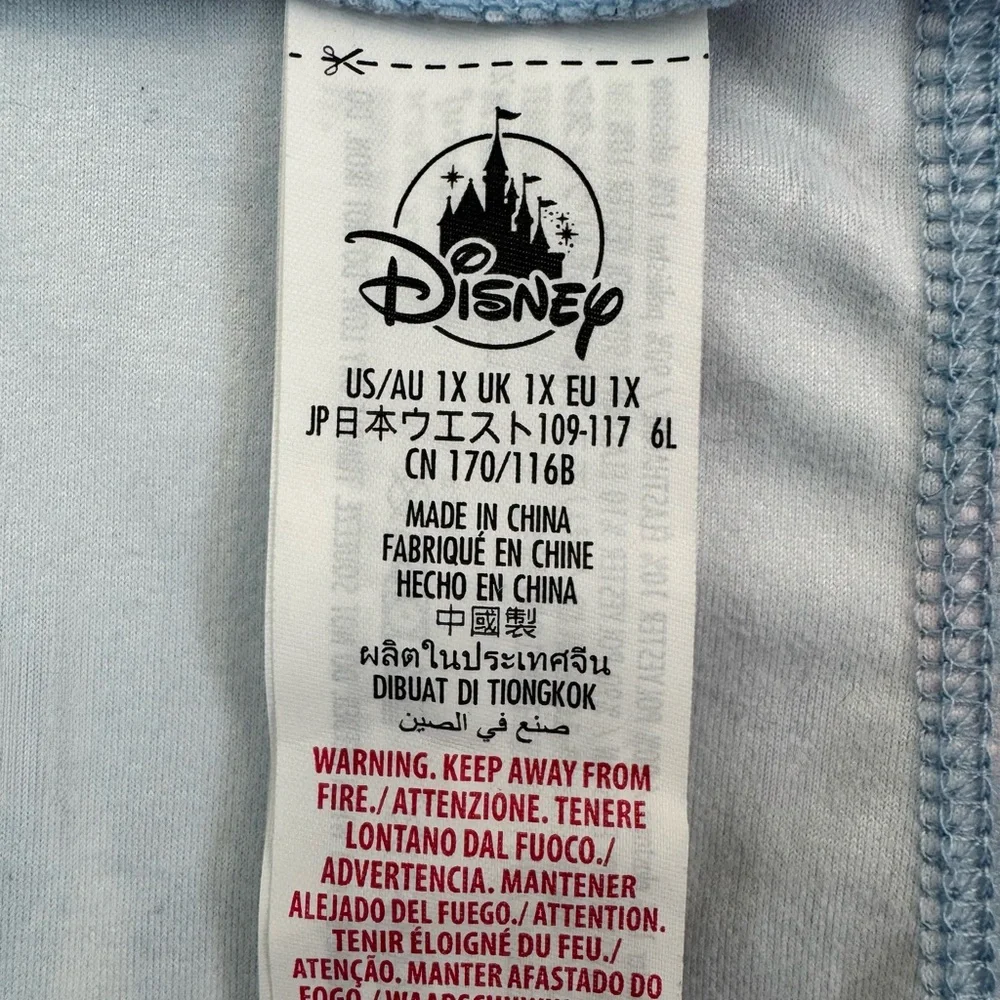 Disney
US/AU 1X UK 1X EU 1X
JP日本ウエスト109-117 6L
CN 170/116B
MADE IN CHINA
FABRIQUÉ EN CHINE
HECHO EN CHINA
中國製
ผลิตในประเทศจีน
DIBUAT DI TIONGKOK
صنع في الصين
WARNING. KEEP AWAY FROM
FIRE./ ATTENZIONE. TENERE
LONTANO DAL FUOCO./
ADVERTENCIA. MANTENER
ALEJADO DEL FUEGO./ ATTENTION.
TENIR ÉLOIGNÉ DU FEU./
ATENÇÃO. MANTER AFASTADO DO
FOGO./